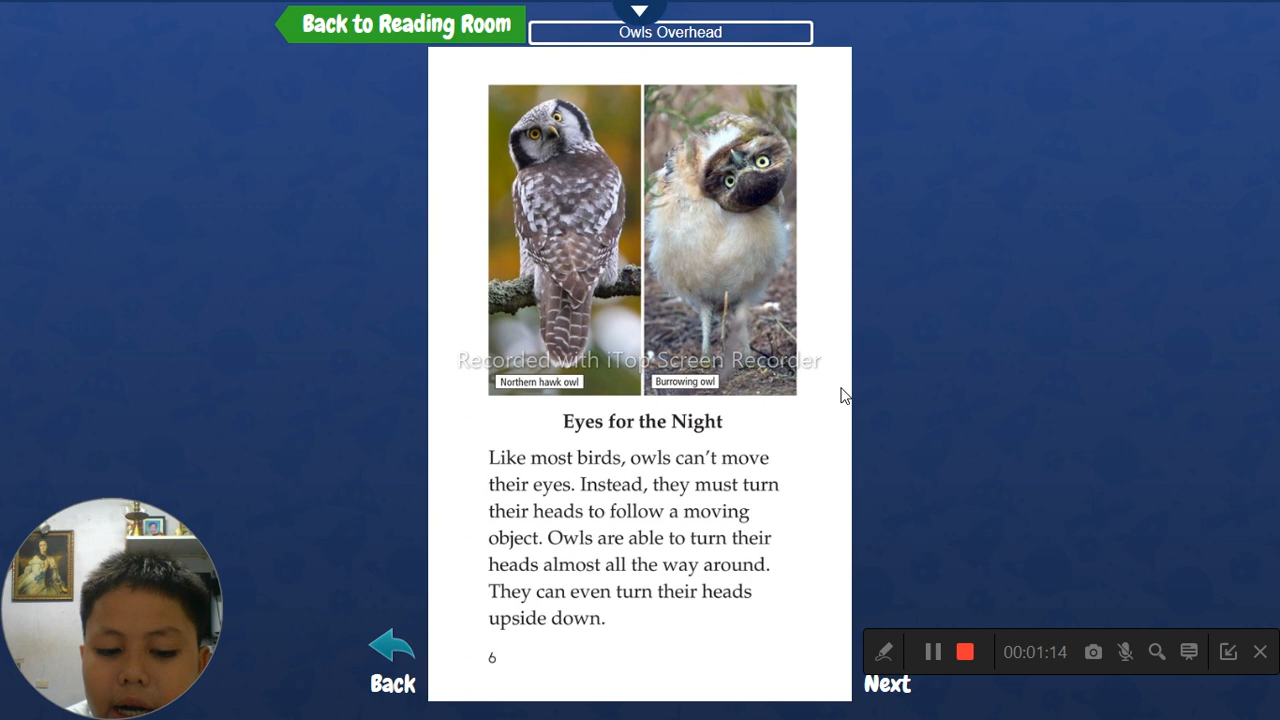 Back to Reading Room
Owls Overhead
Recorded with iTop Screen Recorder
Northern hawk owl
Burrowing owl
Eyes for the Night
Like most birds, owls can't move
their eyes. Instead, they must turn
their heads to follow a moving
object. Owls are able to turn their
heads almost all the way around.
They can even turn their heads
upside down.
6
Back
Next
00:01:14